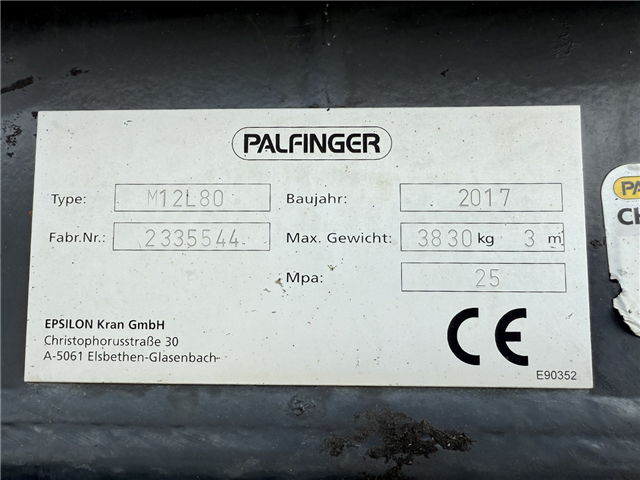 PALFINGER
Type: M12L80 Baujahr: 2017
Fabr.Nr.: 2335544 Max. Gewicht: 3830 kg 3 m
Mpa: 25
EPSILON Kran GmbH
Christophorusstraße 30
A-5061 Elsbethen-Glasenbach
CE
E90352
PA